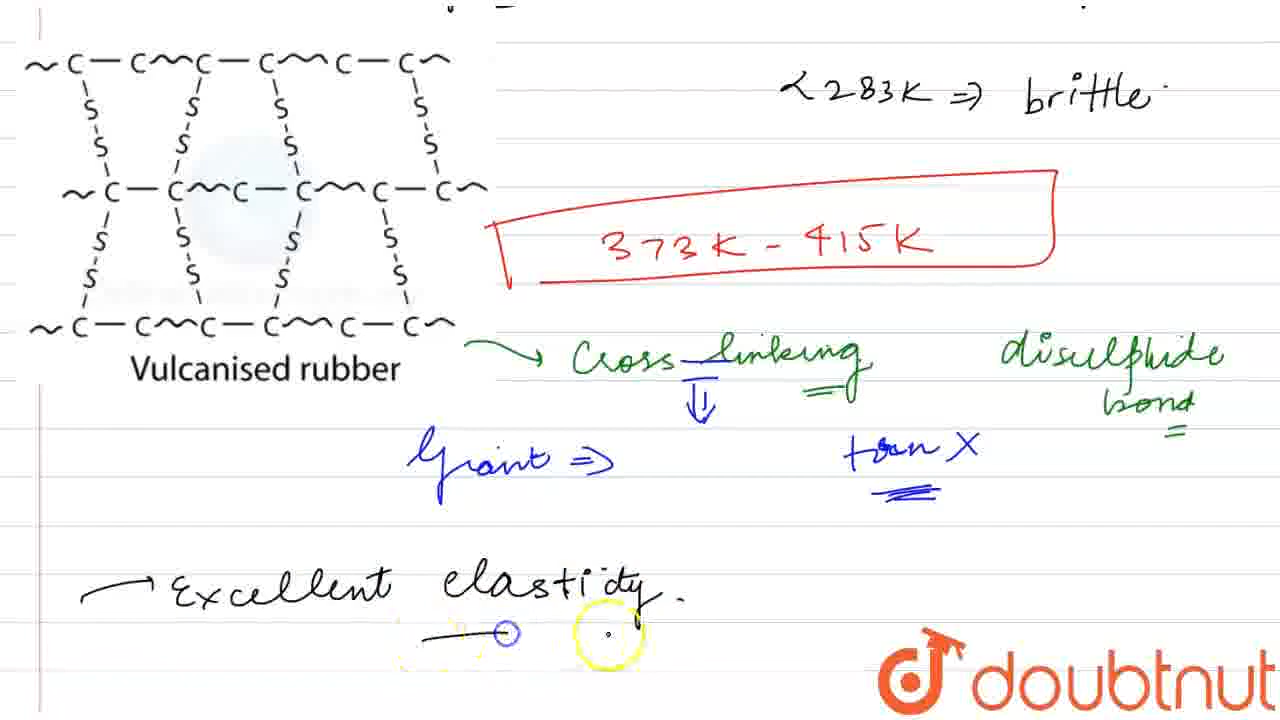 ~ C — C ~ C — C ~ C — C ~
S S S S
S S S S
~ C — C ~ C — C ~ C — C ~
S S S S
S S S S
~ C — C ~ C — C ~ C — C ~
Vulcanised rubber
<283K ⇒ brittle.
373K - 415K
Cross linking
disulphide
bond
⇓
Giant ⇒
X
Excellent elasticity.
doubtnut